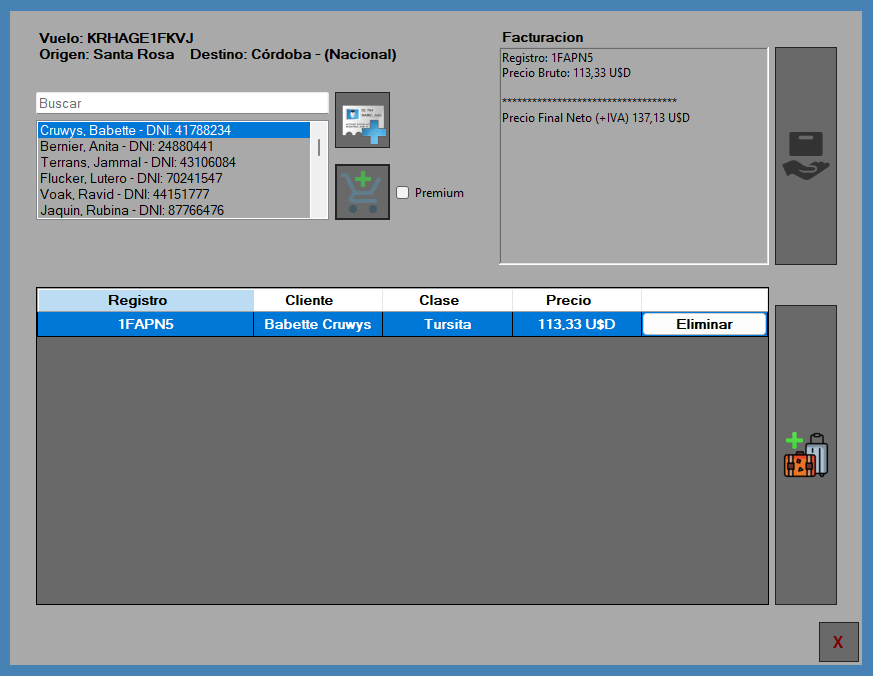 Vuelo: KRHAGE1FKVJ
Origen: Santa Rosa Destino: Córdoba - (Nacional)
Buscar
Cruwys, Babette - DNI: 41788234
Bernier, Anita - DNI: 24880441
Terrans, Jammal - DNI: 43106084
Flucker, Lutero - DNI: 70241547
Voak, Ravid - DNI: 44151777
Jaquin, Rubina - DNI: 87766476
Premium
Facturacion
Registro: 1FAPN5
Precio Bruto: 113,33 U$D
***********************************
Precio Final Neto (+IVA) 137,13 U$D
Registro Cliente Clase Precio
1FAPN5 Babette Cruwys Tursita 113,33 U$D Eliminar
X